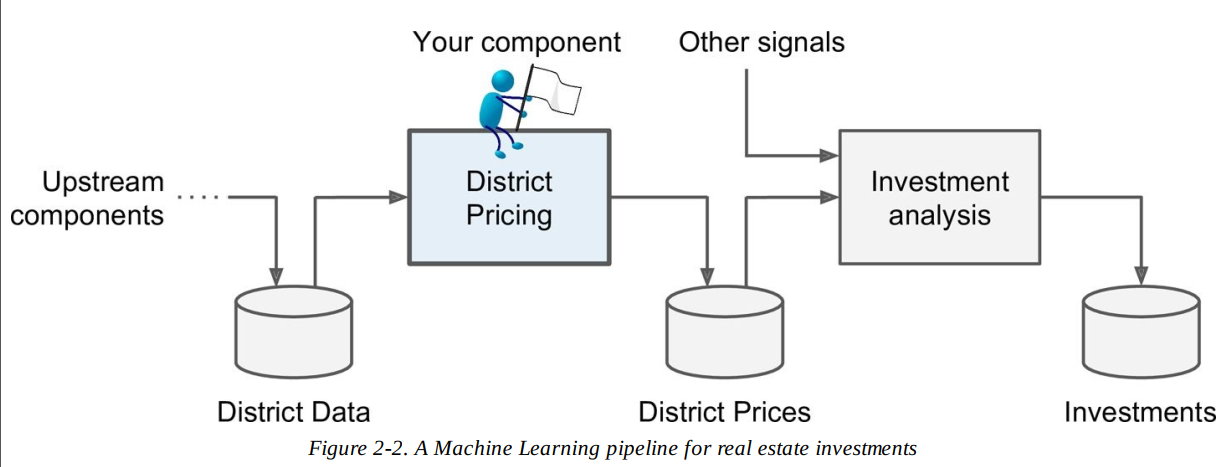 Your component
Other signals
Upstream
components
District
Pricing
Investment
analysis
District Data
District Prices
Investments
Figure 2-2. A Machine Learning pipeline for real estate investments